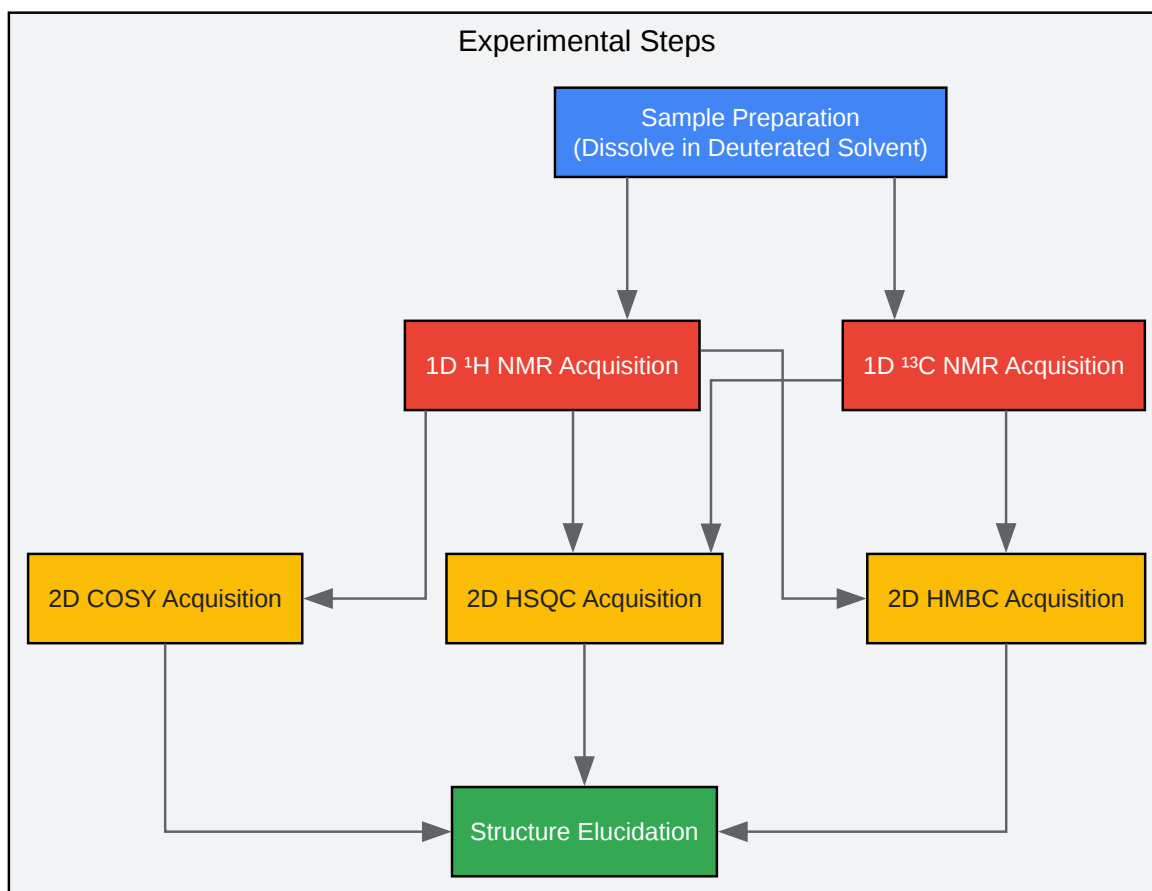 Experimental Steps
Sample Preparation
(Dissolve in Deuterated Solvent)
1D ¹H NMR Acquisition
1D ¹³C NMR Acquisition
2D COSY Acquisition
2D HSQC Acquisition
2D HMBC Acquisition
Structure Elucidation